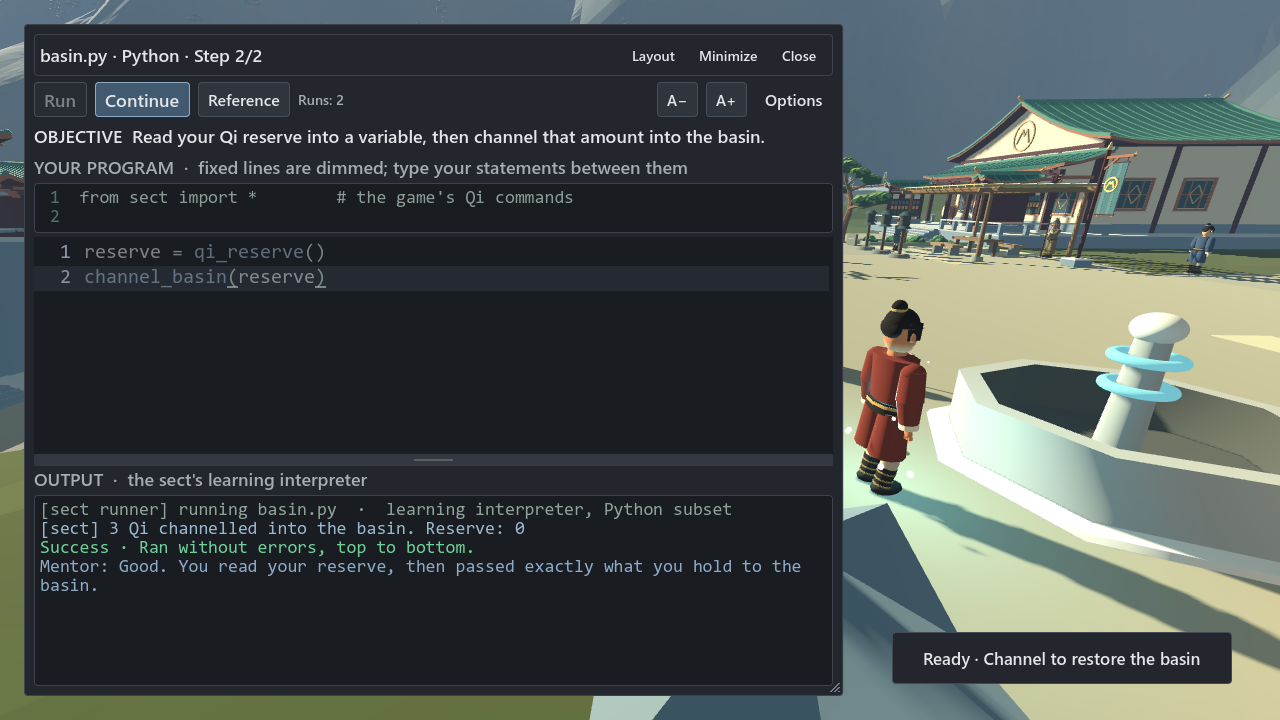 basin.py · Python · Step 2/2
Layout Minimize Close
Run Continue Reference Runs: 2 A− A+ Options
OBJECTIVE Read your Qi reserve into a variable, then channel that amount into the basin.
YOUR PROGRAM · fixed lines are dimmed; type your statements between them
1 from sect import * # the game's Qi commands
2
1 reserve = qi_reserve()
2 channel_basin(reserve)
OUTPUT · the sect's learning interpreter
[sect runner] running basin.py · learning interpreter, Python subset
[sect] 3 Qi channelled into the basin. Reserve: 0
Success · Ran without errors, top to bottom.
Mentor: Good. You read your reserve, then passed exactly what you hold to the
basin.
Ready · Channel to restore the basin